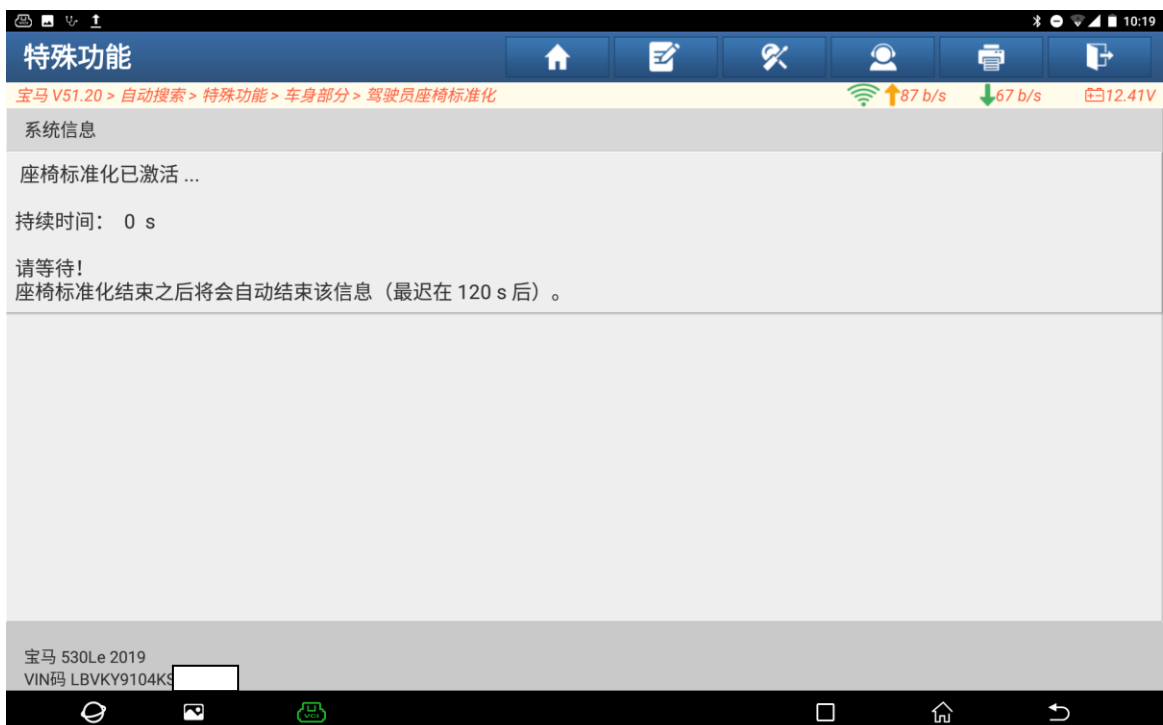 10:19
特殊功能
宝马 V51.20 > 自动搜索 > 特殊功能 > 车身部分 > 驾驶员座椅标准化 87 b/s 67 b/s 12.41V
系统信息
座椅标准化已激活 ...
持续时间： 0 s
请等待！
座椅标准化结束之后将会自动结束该信息（最迟在 120 s 后）。
宝马 530Le 2019
VIN码 LBVKY9104KS
VCI